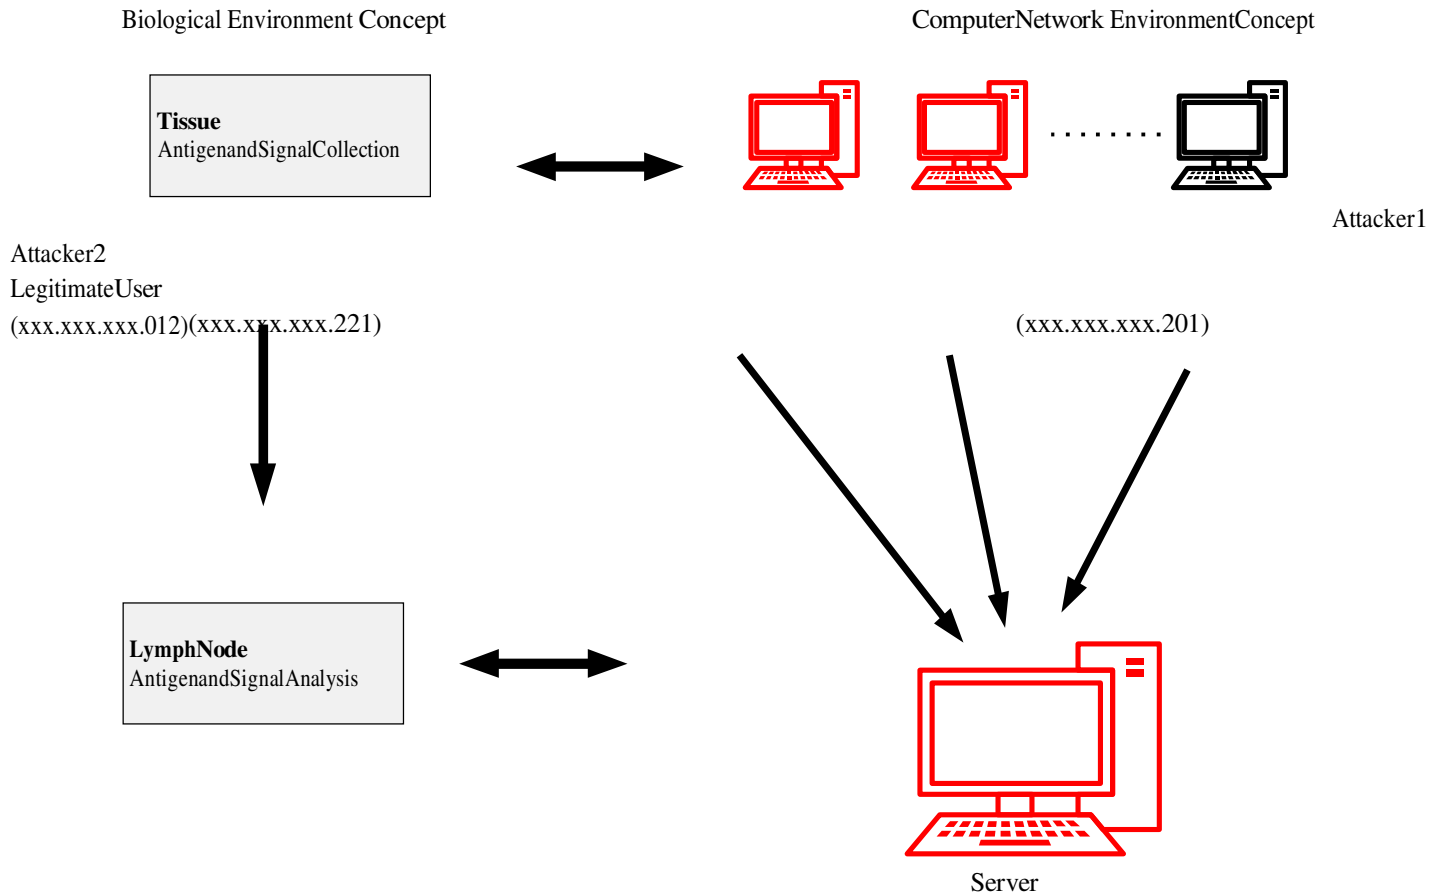 Biological Environment Concept
ComputerNetwork EnvironmentConcept
Tissue
AntigenandSignalCollection
Attacker1
Attacker2
LegitimateUser
(xxx.xxx.xxx.012)(xxx.xxx.xxx.221)
(xxx.xxx.xxx.201)
LymphNode
AntigenandSignalAnalysis
Server